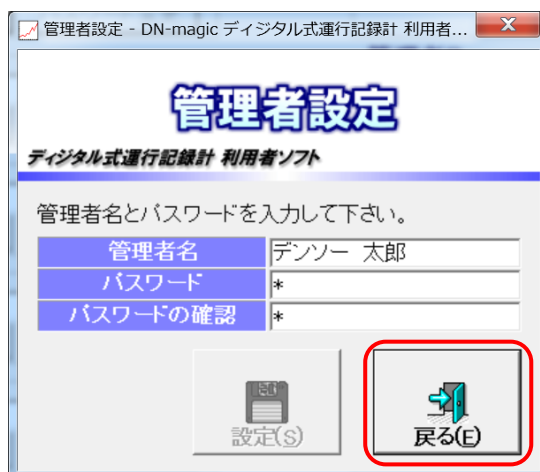 管理者設定 - DN-magic ディジタル式運行記録計 利用者...
管理者設定
ディジタル式運行記録計 利用者ソフト
管理者名とパスワードを入力して下さい。
管理者名 デンソー 太郎
パスワード *
パスワードの確認 *
設定(S) 戻る(E)